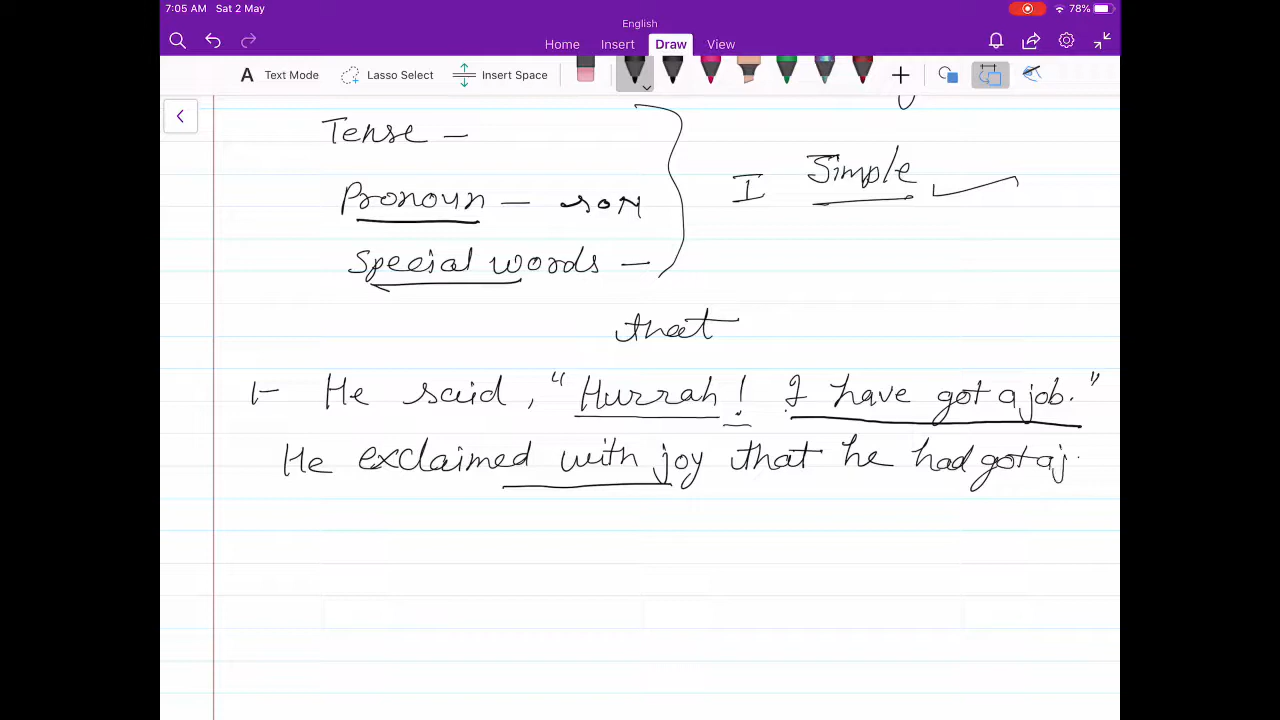 7:05 AM Sat 2 May 78%
English
Home Insert Draw View
A Text Mode Lasso Select Insert Space
Tense —
I Simple
Pronoun — SON
Special words —
that
1- He said, "Hurrah! I have got a job."
He exclaimed with joy that he had got a j